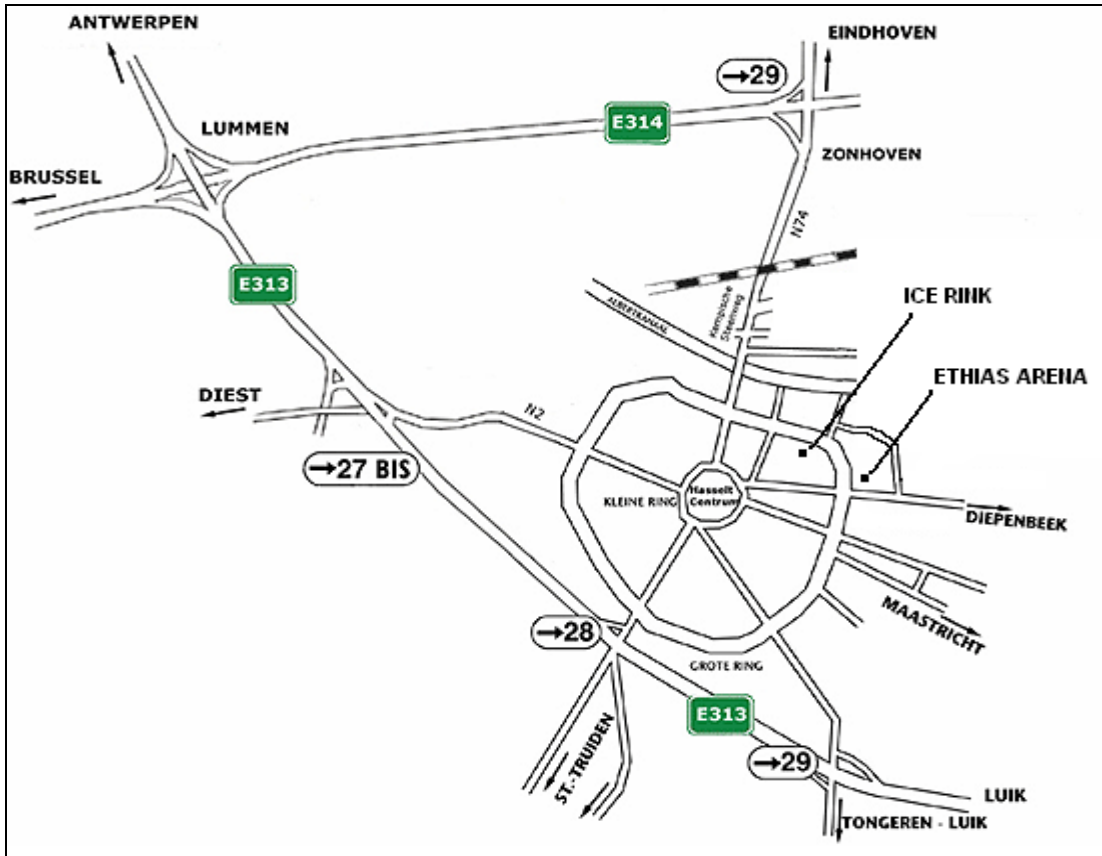 ANTWERPEN
EINDHOVEN
→29
E314
LUMMEN
ZONHOVEN
BRUSSEL
N74
E313
ICE RINK
ALBERTKANAAL
Kempische
Steenweg
ETHIAS ARENA
DIEST
N2
→27 BIS
Hasselt
Centrum
KLEINE RING
DIEPENBEEK
MAASTRICHT
→28
GROTE RING
E313
ST.-TRUIDEN
→29
LUIK
TONGEREN - LUIK